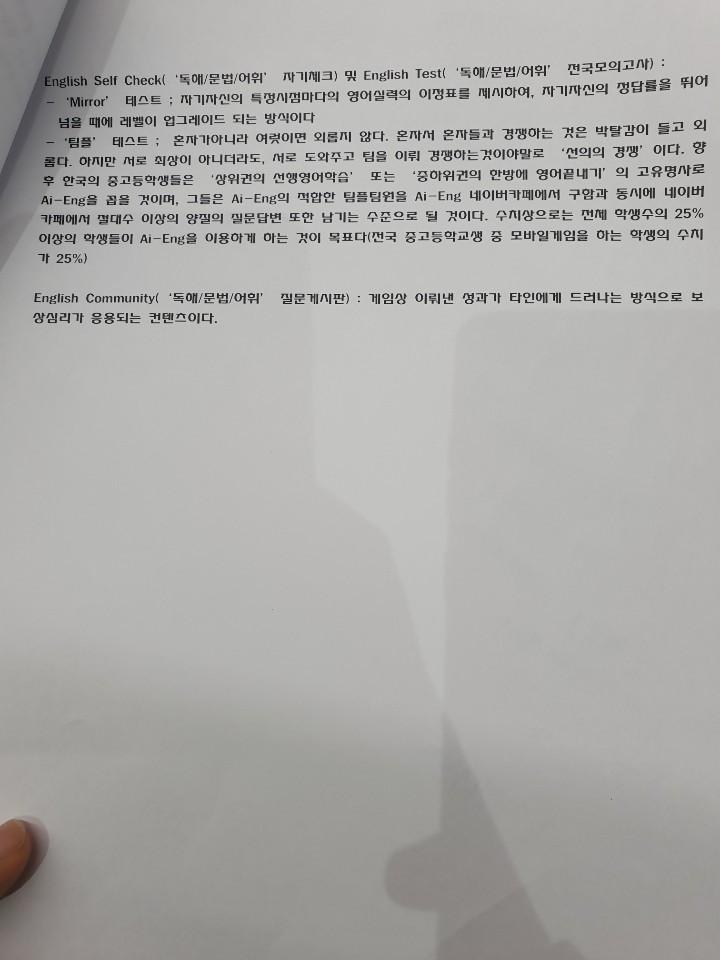 English Self Check( ‘독해/문법/어휘’ 자기체크) 및 English Test( ‘독해/문법/어휘’ 전국모의고사) :
- ‘Mirror’ 테스트 ; 자기자신의 특정시점마다의 영어실력의 이정표를 제시하여, 자기자신의 정답률을 뛰어
넘을 때에 레벨이 업그레이드 되는 방식이다
- ‘팀플’ 테스트 ; 혼자가아니라 여럿이면 외롭지 않다. 혼자서 혼자들과 경쟁하는 것은 박탈감이 들고 외
롭다. 하지만 서로 최상이 아니더라도, 서로 도와주고 팀을 이뤄 경쟁하는것이야말로 ‘선의의 경쟁’ 이다. 향
후 한국의 중고등학생들은 ‘상위권의 선행영어학습’ 또는 ‘중하위권의 한방에 영어끝내기’ 의 고유명사로
Ai-Eng을 꼽을 것이며, 그들은 Ai-Eng의 적합한 팀플팀원을 Ai-Eng 네이버카페에서 구함과 동시에 네이버
카페에서 절대수 이상의 양질의 질문답변 또한 남기는 수준으로 될 것이다. 수치상으로는 전체 학생수의 25%
이상의 학생들이 Ai-Eng을 이용하게 하는 것이 목표다(전국 중고등학교생 중 모바일게임을 하는 학생의 수치
가 25%)
English Community( ‘독해/문법/어휘’ 질문게시판) : 게임상 이뤄낸 성과가 타인에게 드러나는 방식으로 보
상심리가 응용되는 컨텐츠이다.